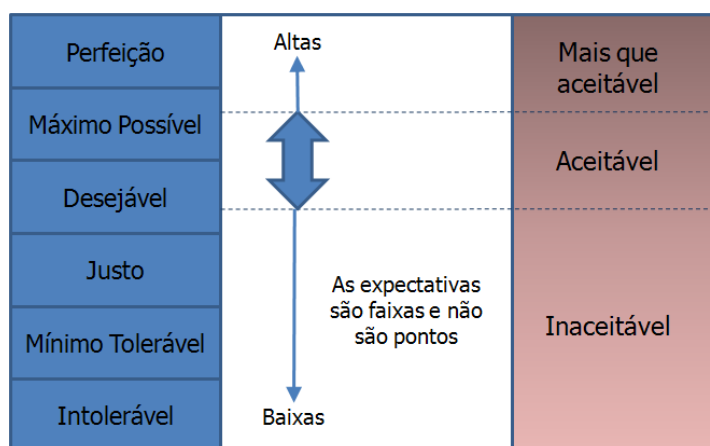 Perfeição
Máximo Possível
Desejável
Justo
Mínimo Tolerável
Intolerável
Altas
As expectativas
são faixas e não
são pontos
Baixas
Mais que
aceitável
Aceitável
Inaceitável